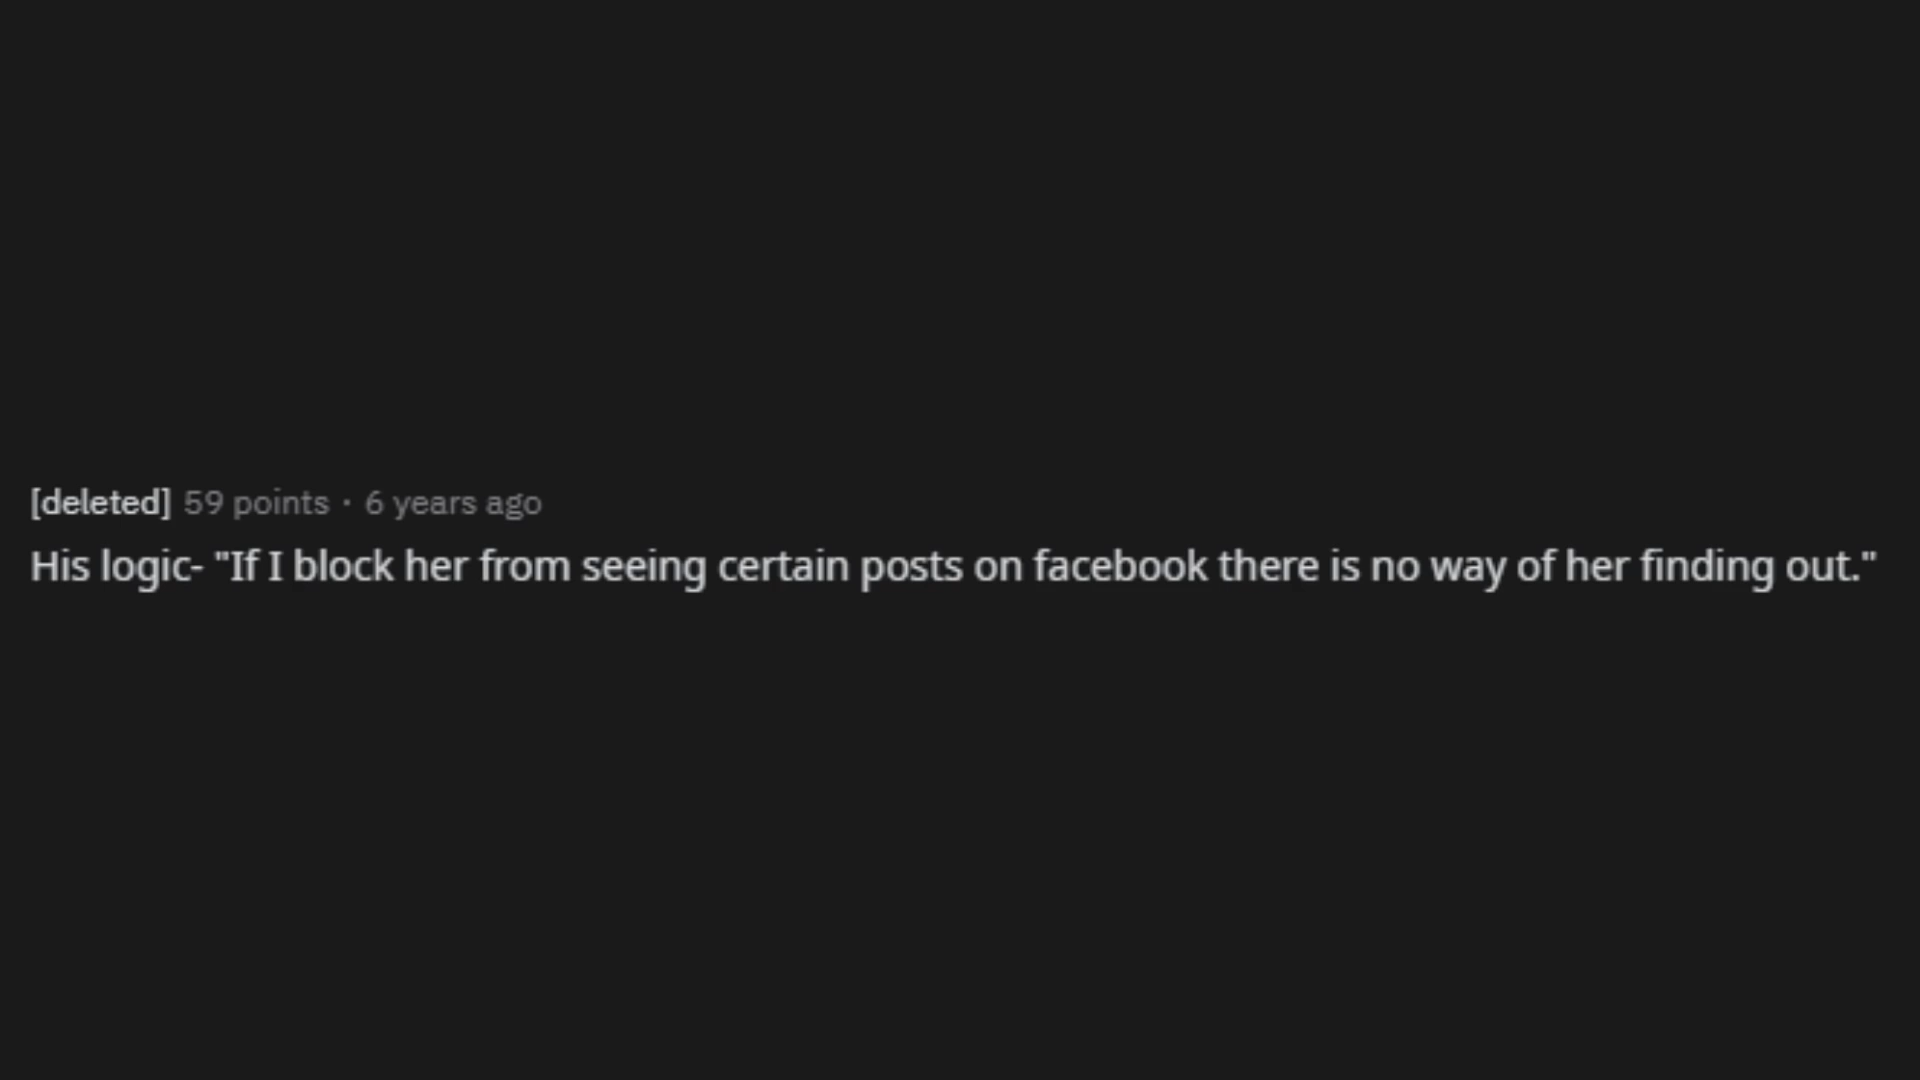 [deleted] 59 points · 6 years ago
His logic- "If I block her from seeing certain posts on facebook there is no way of her finding out."